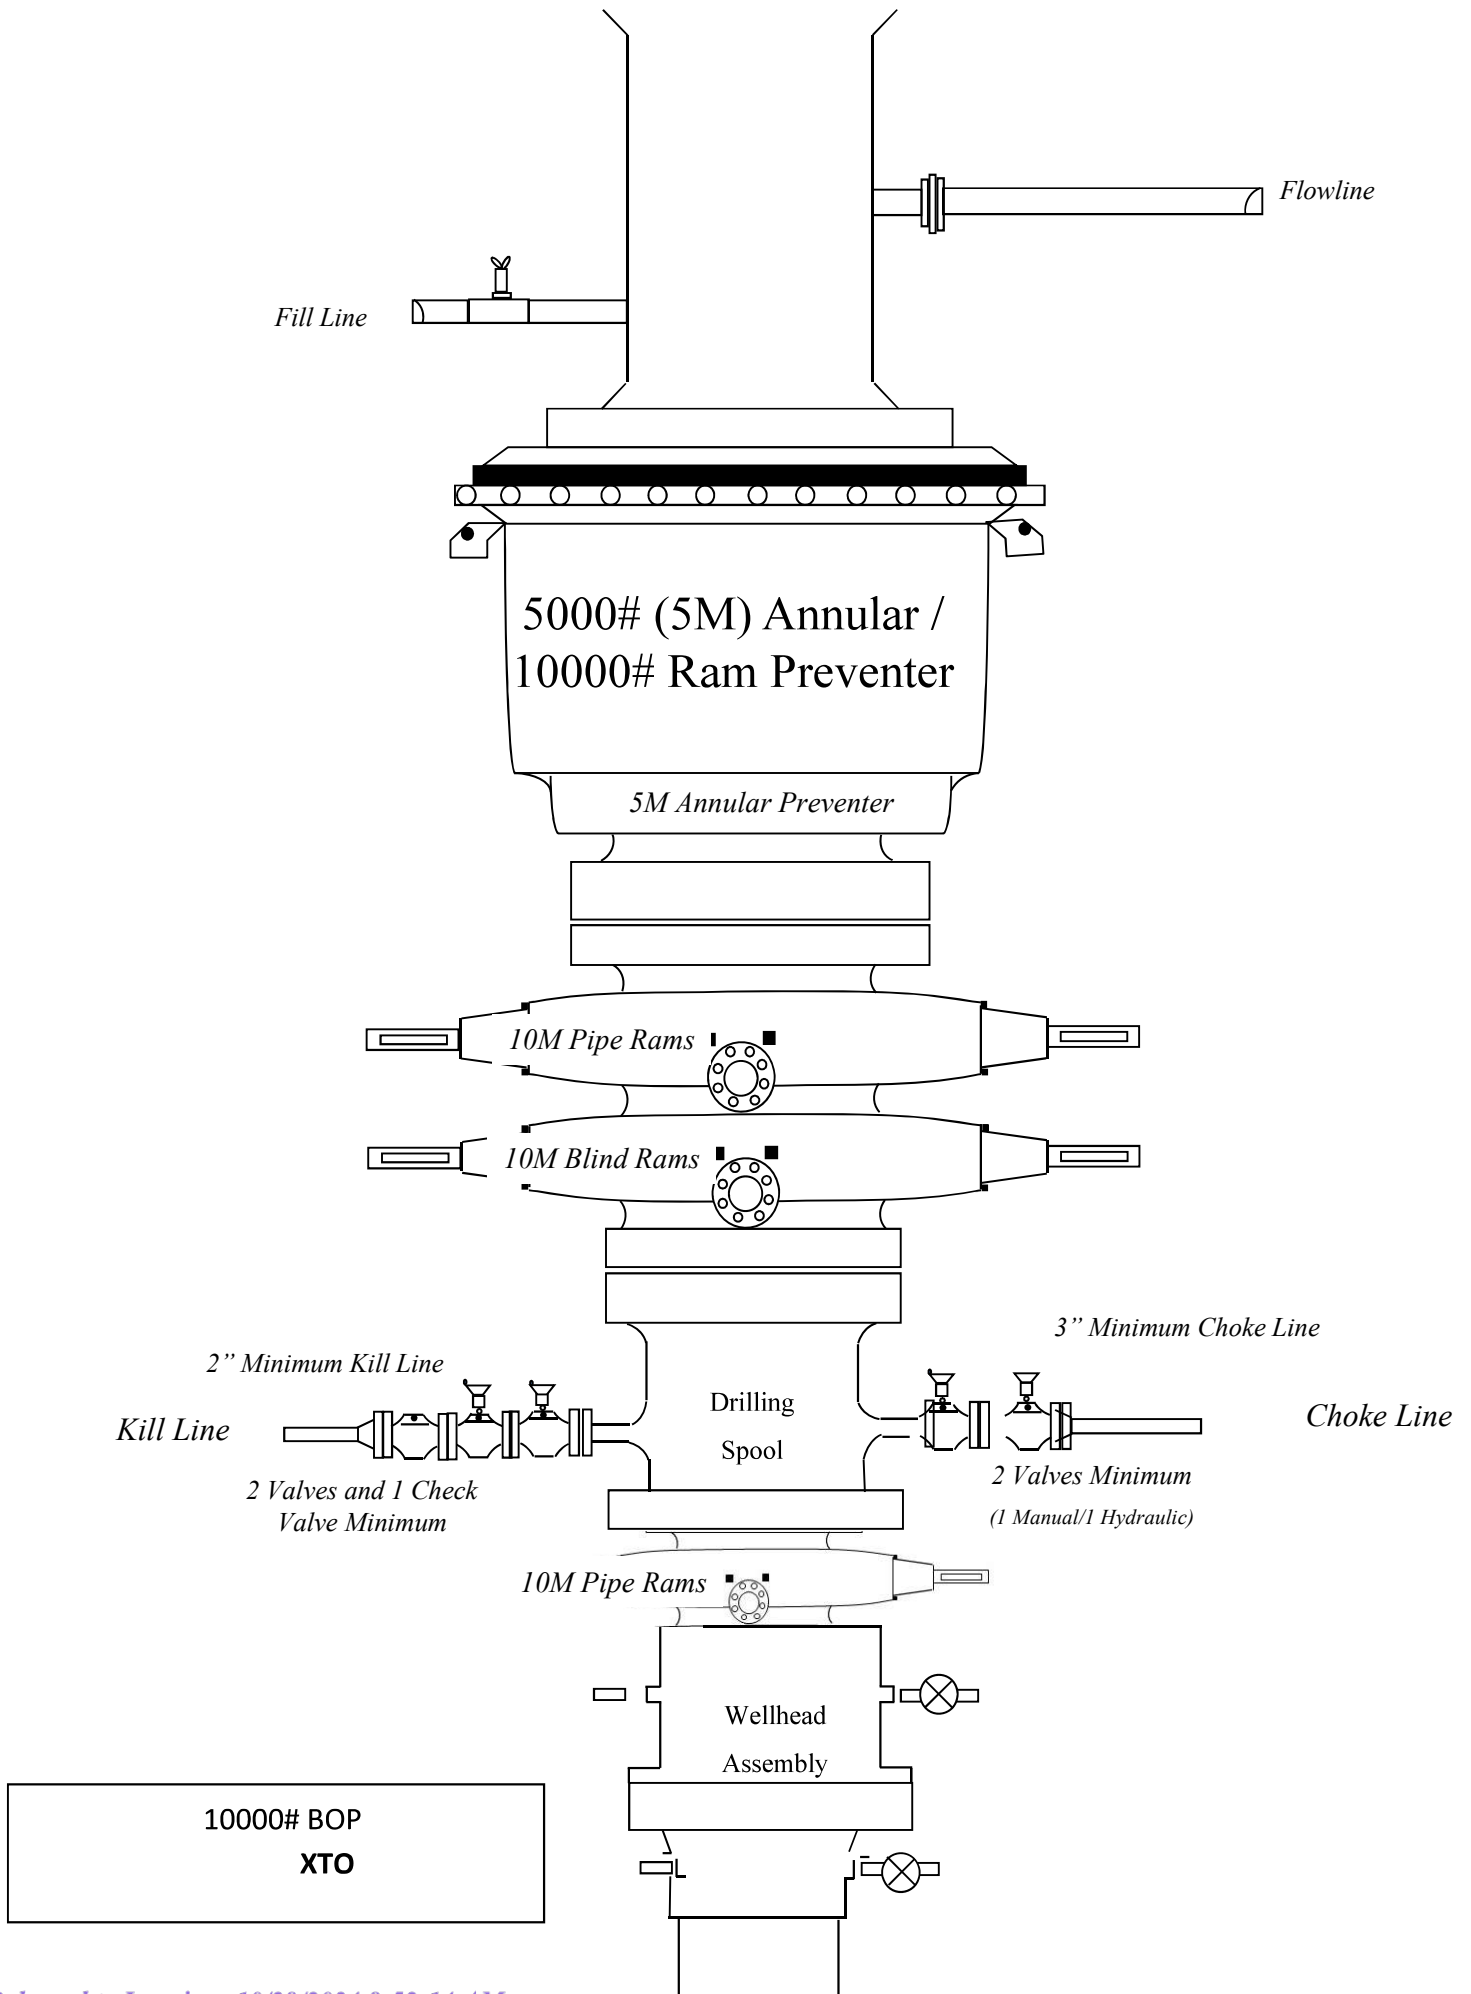 Flowline
Fill Line
5000# (5M) Annular /
10000# Ram Preventer
5M Annular Preventer
10M Pipe Rams
10M Blind Rams
3” Minimum Choke Line
2” Minimum Kill Line
Drilling
Spool
Kill Line
Choke Line
2 Valves and 1 Check
Valve Minimum
2 Valves Minimum
(1 Manual/1 Hydraulic)
10M Pipe Rams
Wellhead
Assembly
10000# BOP
XTO